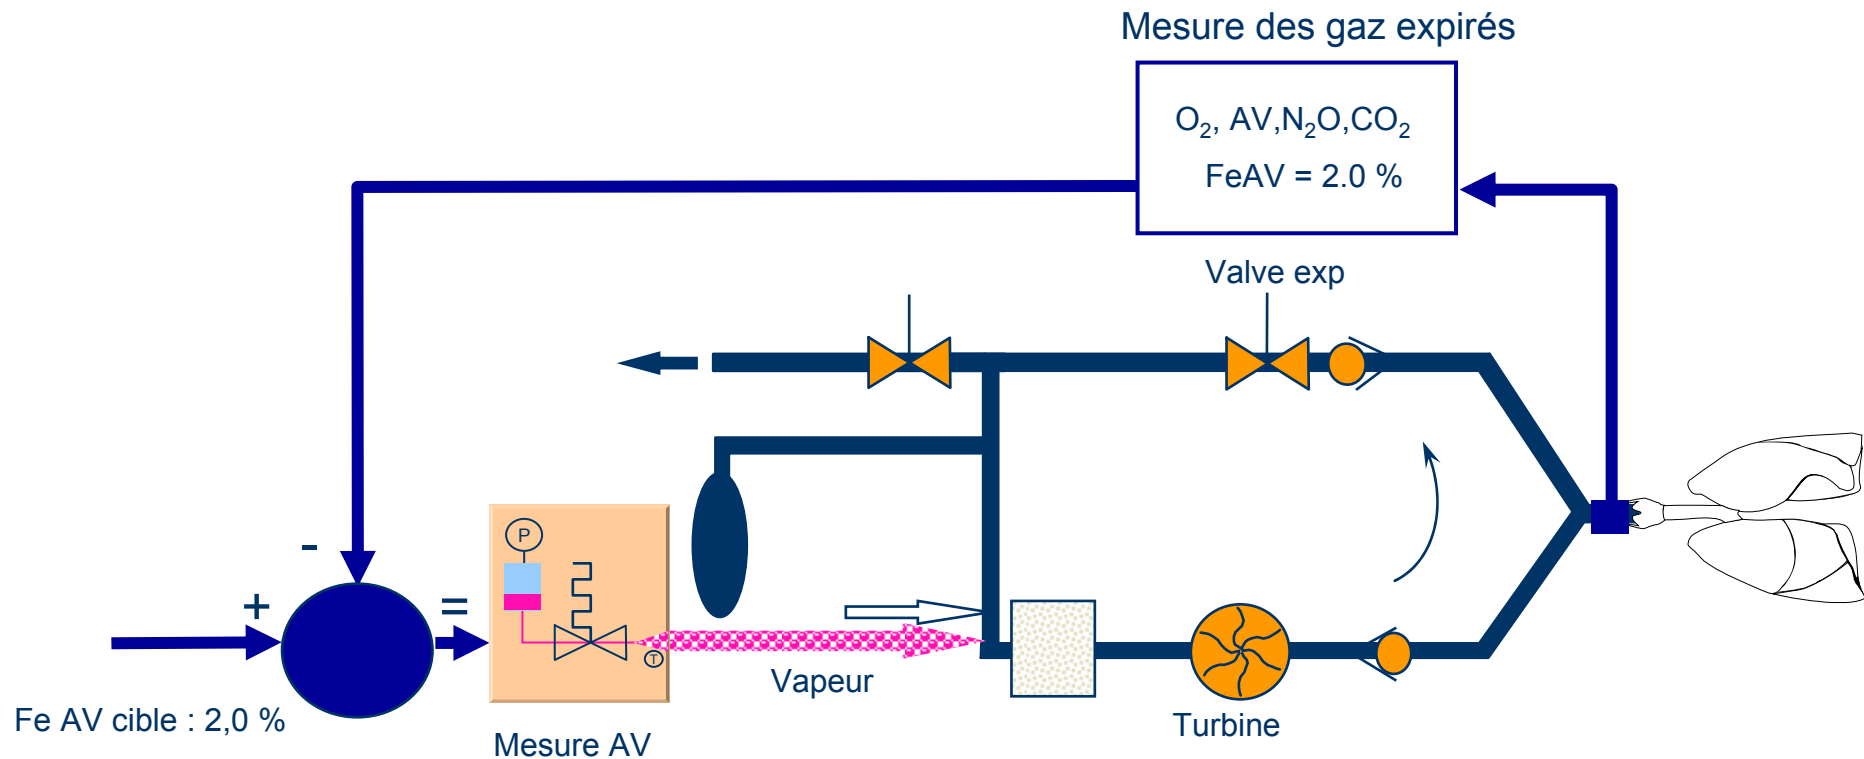 Mesure des gaz expirés
O₂, AV,N₂O,CO₂
FeAV = 2.0 %
Valve exp
-
+
=
P
T
Vapeur
Fe AV cible : 2,0 %
Mesure AV
Turbine